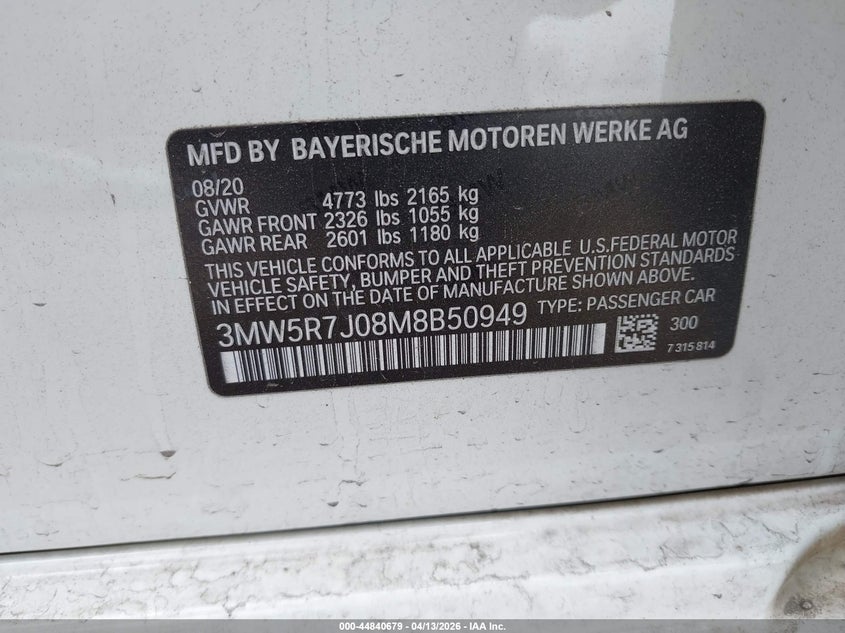 MFD BY BAYERISCHE MOTOREN WERKE AG
08/20
GVWR 4773 lbs 2165 kg
GAWR FRONT 2326 lbs 1055 kg
GAWR REAR 2601 lbs 1180 kg
THIS VEHICLE CONFORMS TO ALL APPLICABLE U.S.FEDERAL MOTOR
VEHICLE SAFETY, BUMPER AND THEFT PREVENTION STANDARDS
IN EFFECT ON THE DATE OF MANUFACTURE SHOWN ABOVE.
3MW5R7J08M8B50949 TYPE: PASSENGER CAR
300
7315814
000-44840679 - 04/13/2026 - IAA Inc.